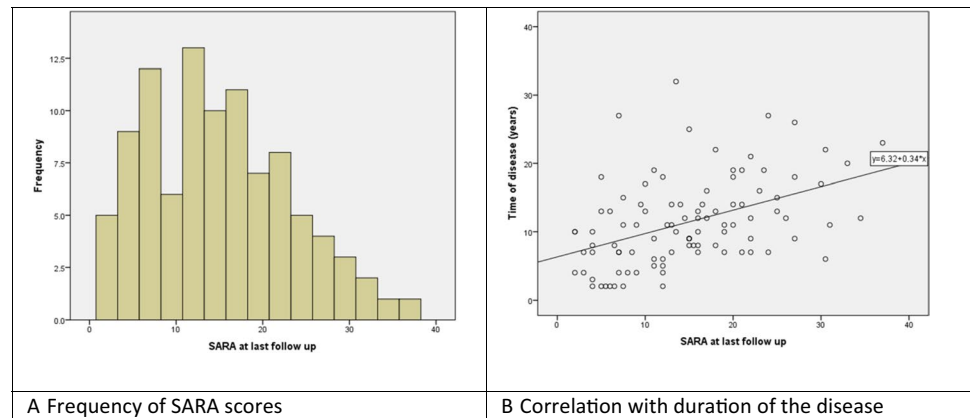 12.5
10.0
7.5
5.0
2.5
0.0
Frequency
0 10 20 30 40
SARA at last follow up
40
30
20
10
0
Time of disease (years)
y=6.32+0.34*x
0 10 20 30 40
SARA at last follow up
A Frequency of SARA scores
B Correlation with duration of the disease